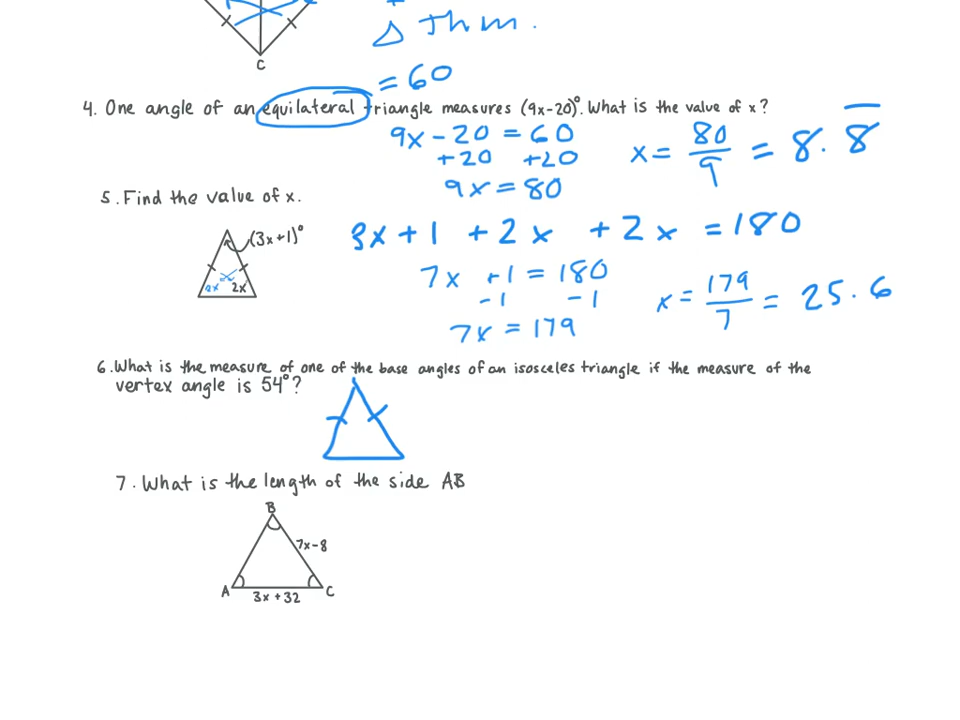 C
Δ Thm.
= 60
4. One angle of an equilateral triangle measures (9x-20)°. What is the value of x?
9x - 20 = 60
+20 +20
9x = 80
x = 80/9 = 8.8̅
5. Find the value of x.
(3x+1)°
2x 2x
3x + 1 + 2x + 2x = 180
7x + 1 = 180
-1 -1
7x = 179
x = 179/7 = 25.6
6. What is the measure of one of the base angles of an isosceles triangle if the measure of the
vertex angle is 54°?
7. What is the length of the side AB
B
7x-8
A C
3x+32